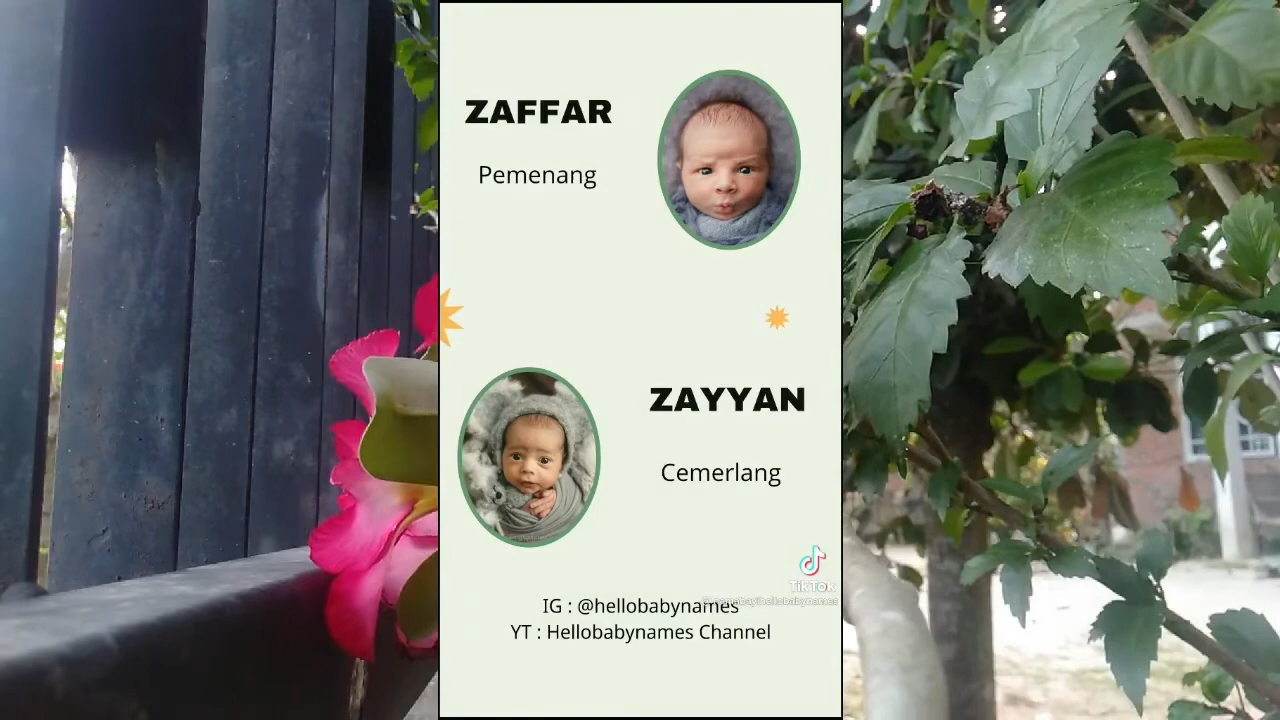 ZAFFAR
Pemenang
ZAYYAN
Cemerlang
TikTok
IG : @hellobabynames
YT : Hellobabynames Channel